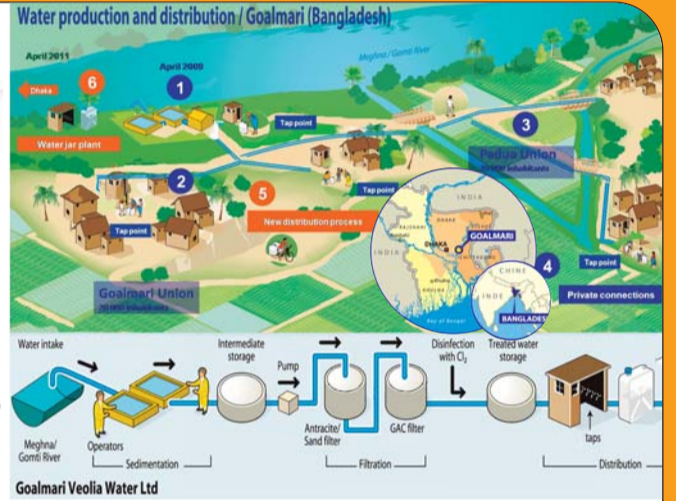 Water production and distribution / Goalmari (Bangladesh)
April 2011
6
April 2009
1
Meghna / Gomti River
Dhaka
Tap point
Water jar plant
3
Padua Union
inhabitants
2
5
Tap point
Tap point
New distribution process
INDIA
DHAKA
GOALMARI
INDIA
Tap point
4
CHINE
INDE
Private connections
BANGLADES
Bay of Bengal
Goalmari Union
inhabitants
Water intake
Intermediate
storage
Pump
Disinfection
with Cl₂
Treated water
storage
Meghna/
Gomti River
Operators
Antracite/
Sand filter
GAC filter
taps
Sedimentation
Filtration
Distribution
Goalmari Veolia Water Ltd